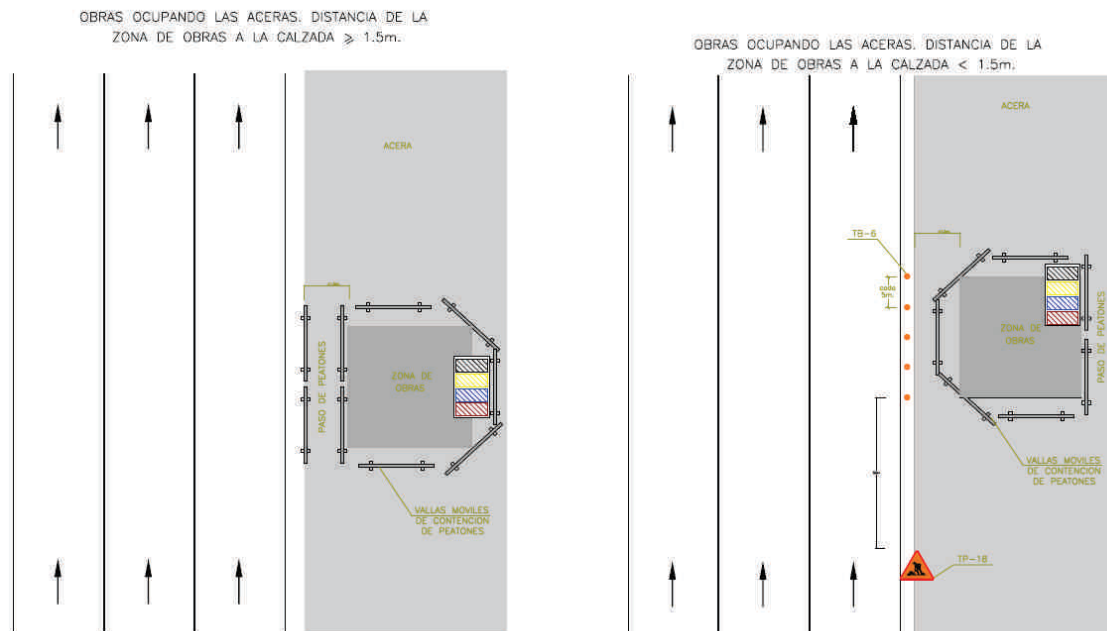 OBRAS OCUPANDO LAS ACERAS. DISTANCIA DE LA
ZONA DE OBRAS A LA CALZADA ⩾ 1.5m.
ACERA
PASO DE PEATONES
ZONA DE
OBRAS
VALLAS MOVILES
DE CONTENCION
DE PEATONES
OBRAS OCUPANDO LAS ACERAS. DISTANCIA DE LA
ZONA DE OBRAS A LA CALZADA < 1.5m.
ACERA
TB-6
cada
5m.
ZONA DE
OBRAS
PASO DE PEATONES
VALLAS MOVILES
DE CONTENCION
DE PEATONES
TP-18